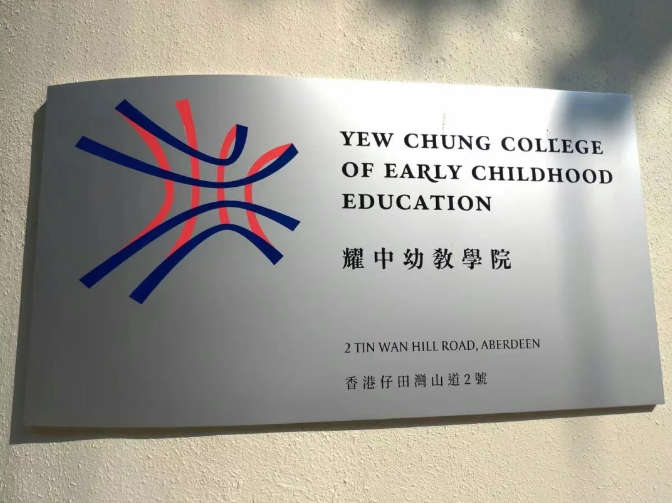 YEW CHUNG COLLEGE
OF EARLY CHILDHOOD
EDUCATION
耀中幼教學院
2 TIN WAN HILL ROAD, ABERDEEN
香港仔田灣山道2號